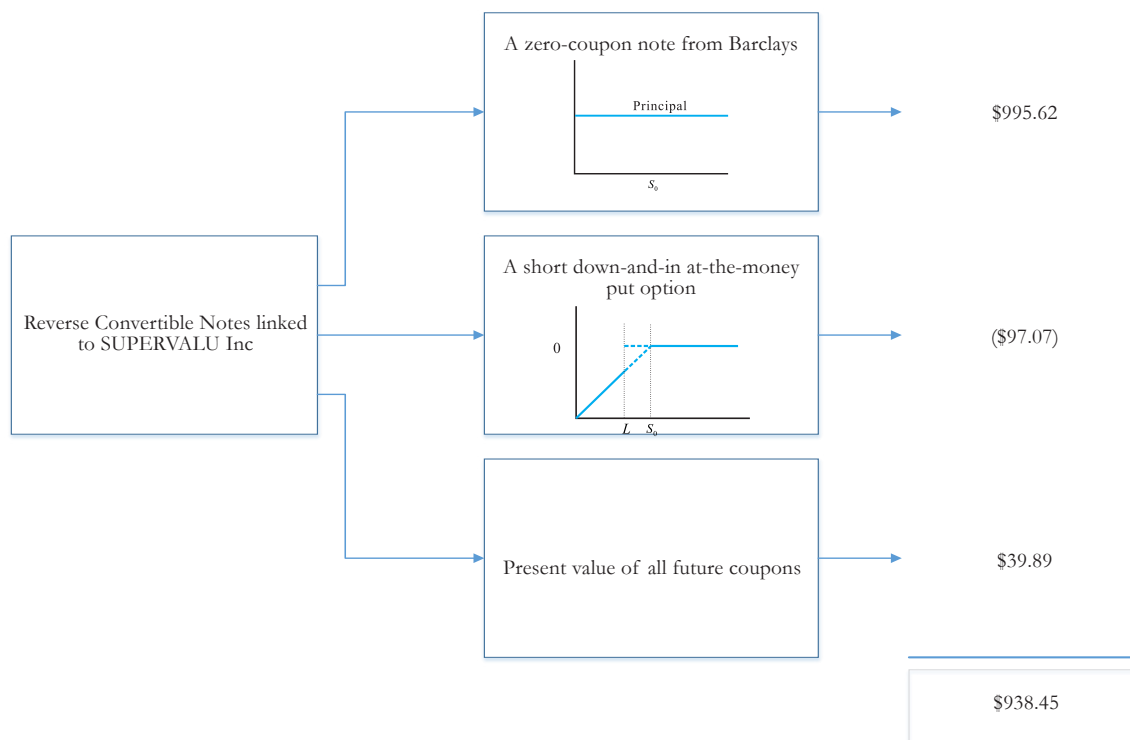 A zero-coupon note from Barclays
Principal
S₀
$995.62
Reverse Convertible Notes linked
to SUPERVALU Inc
A short down-and-in at-the-money
put option
0
L S₀
($97.07)
Present value of all future coupons
$39.89
$938.45